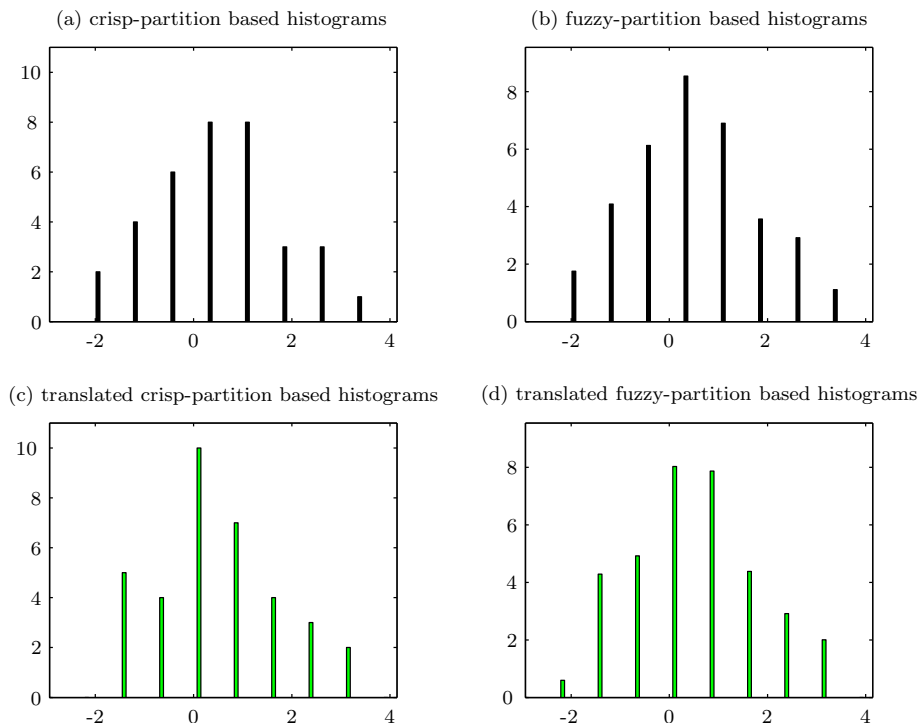 (a) crisp-partition based histograms
10
8
6
4
2
0
-2 0 2 4
(b) fuzzy-partition based histograms
8
6
4
2
0
-2 0 2 4
(c) translated crisp-partition based histograms
10
8
6
4
2
0
-2 0 2 4
(d) translated fuzzy-partition based histograms
8
6
4
2
0
-2 0 2 4